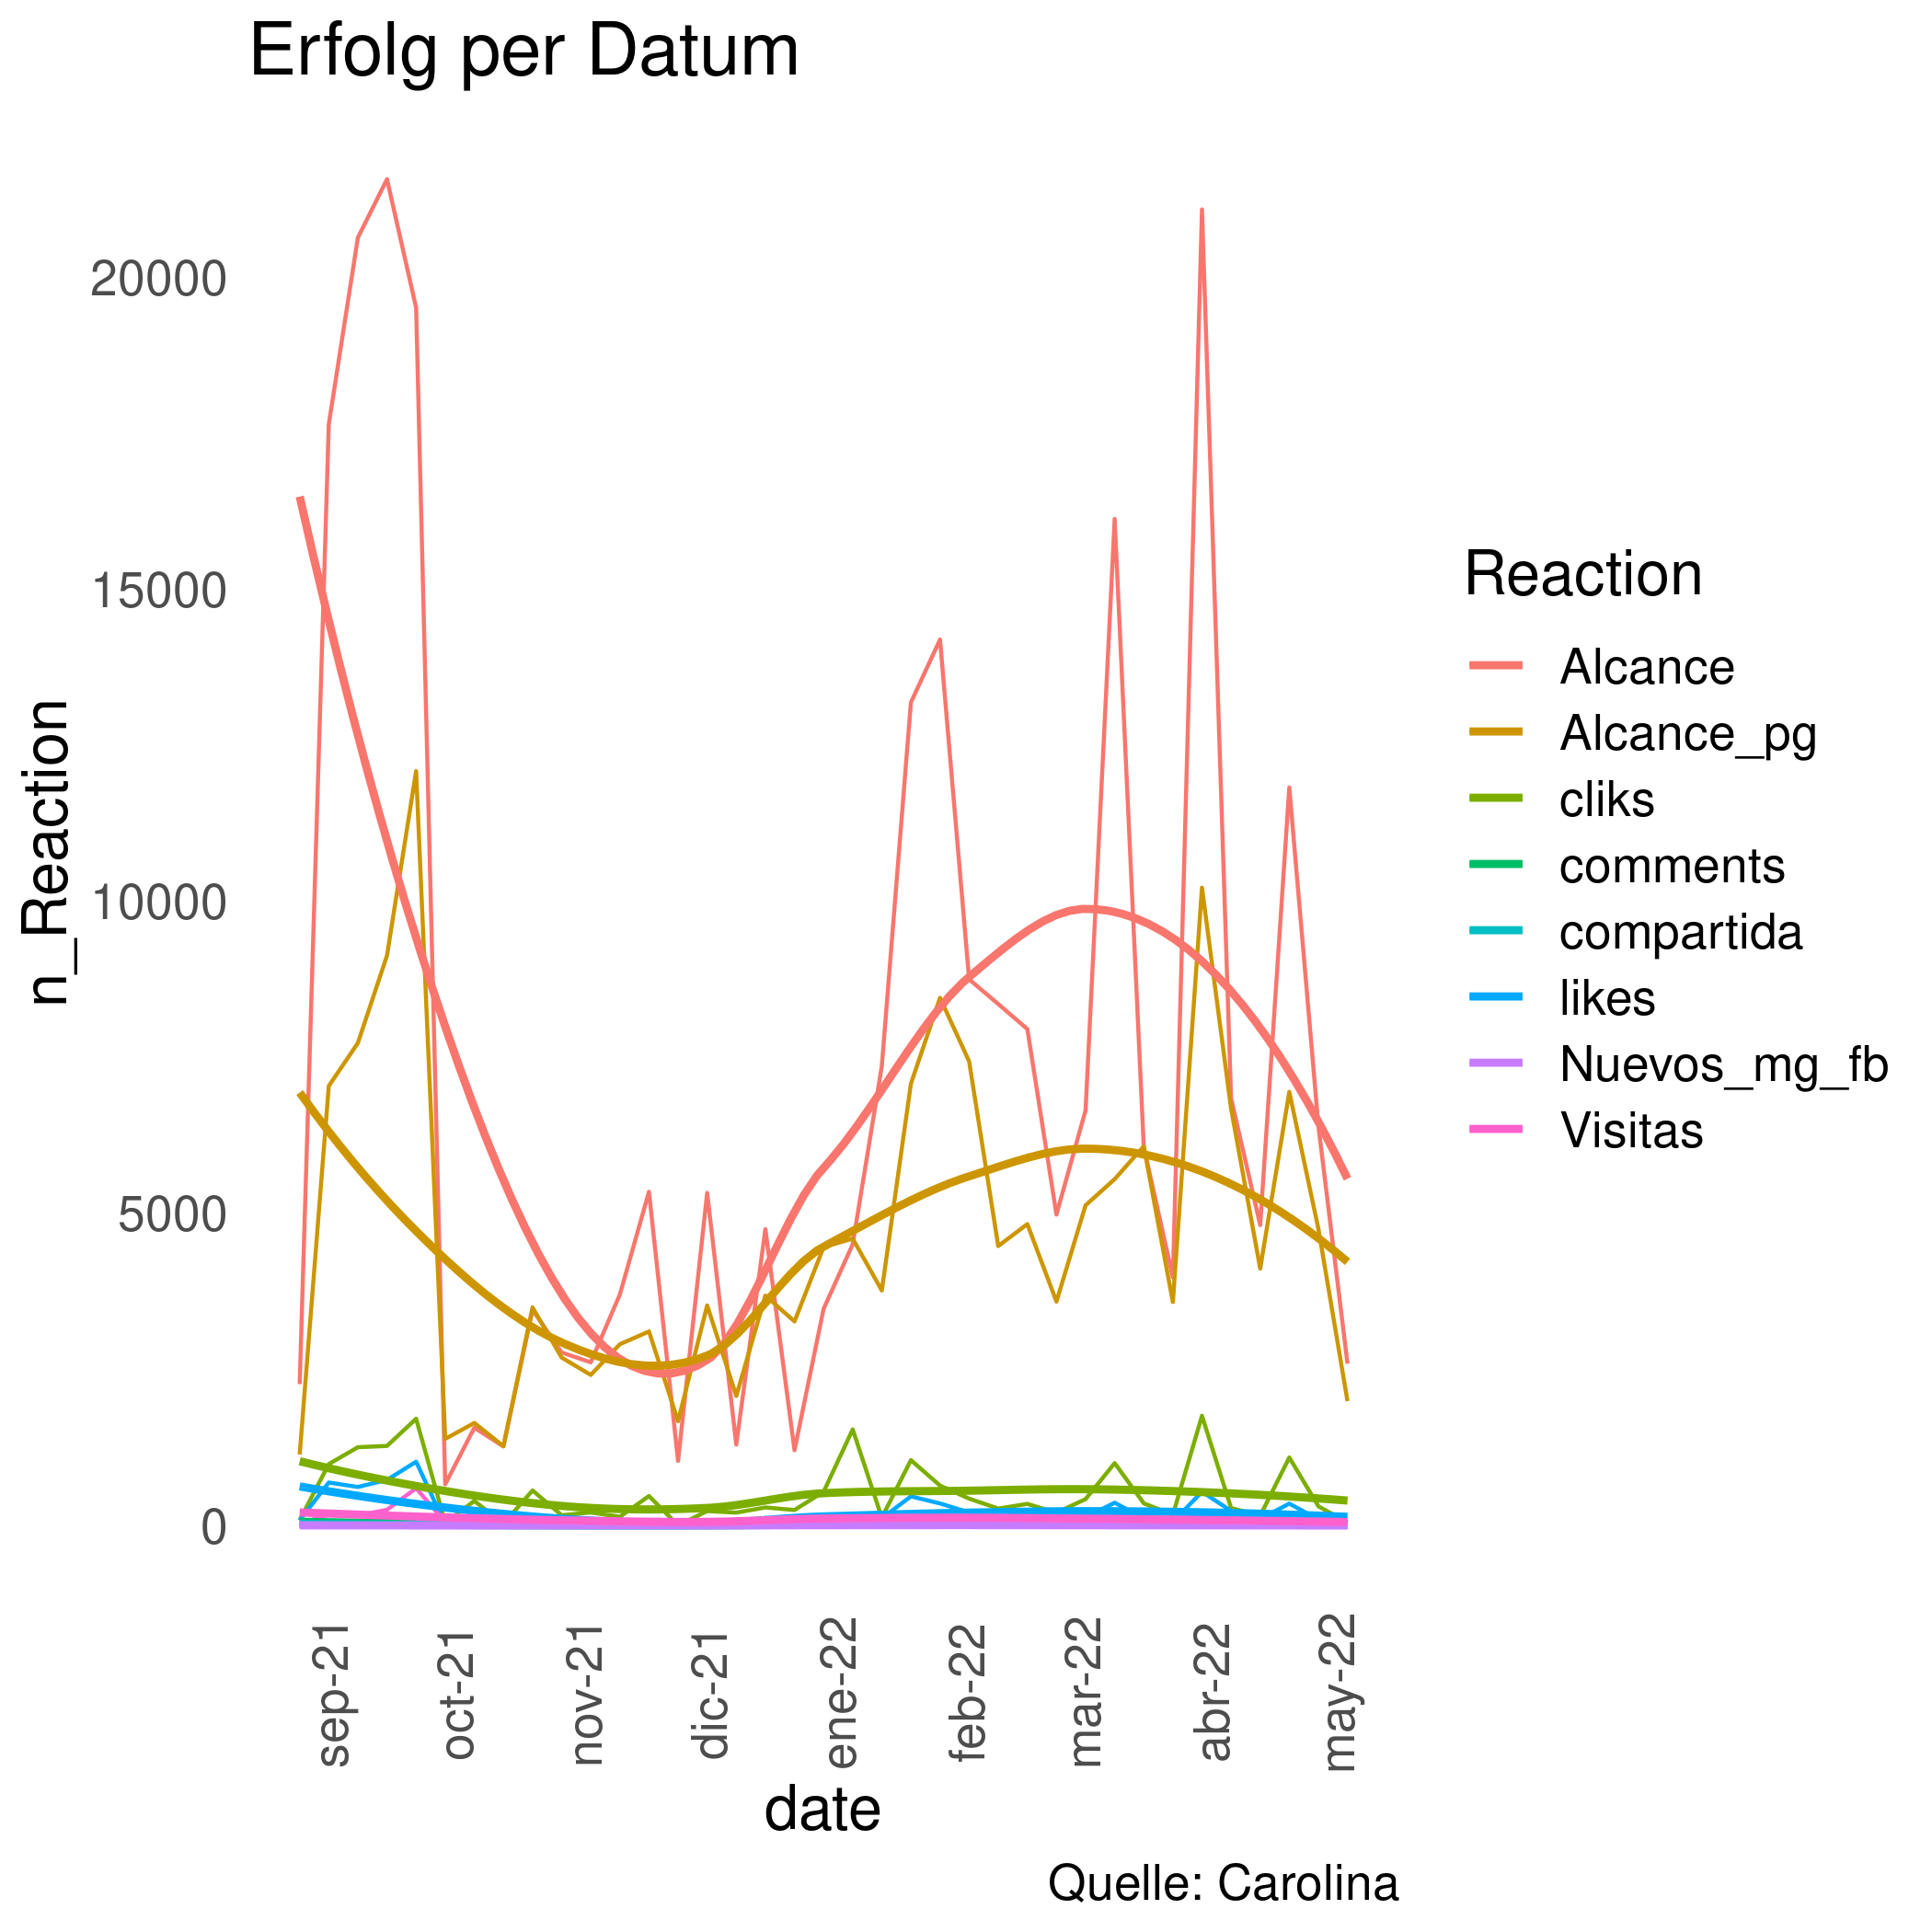 Erfolg per Datum
n_Reaction
20000
15000
10000
5000
0
sep-21
oct-21
nov-21
dic-21
ene-22
feb-22
mar-22
abr-22
may-22
date
Reaction
Alcance
Alcance_pg
cliks
comments
compartida
likes
Nuevos_mg_fb
Visitas
Quelle: Carolina